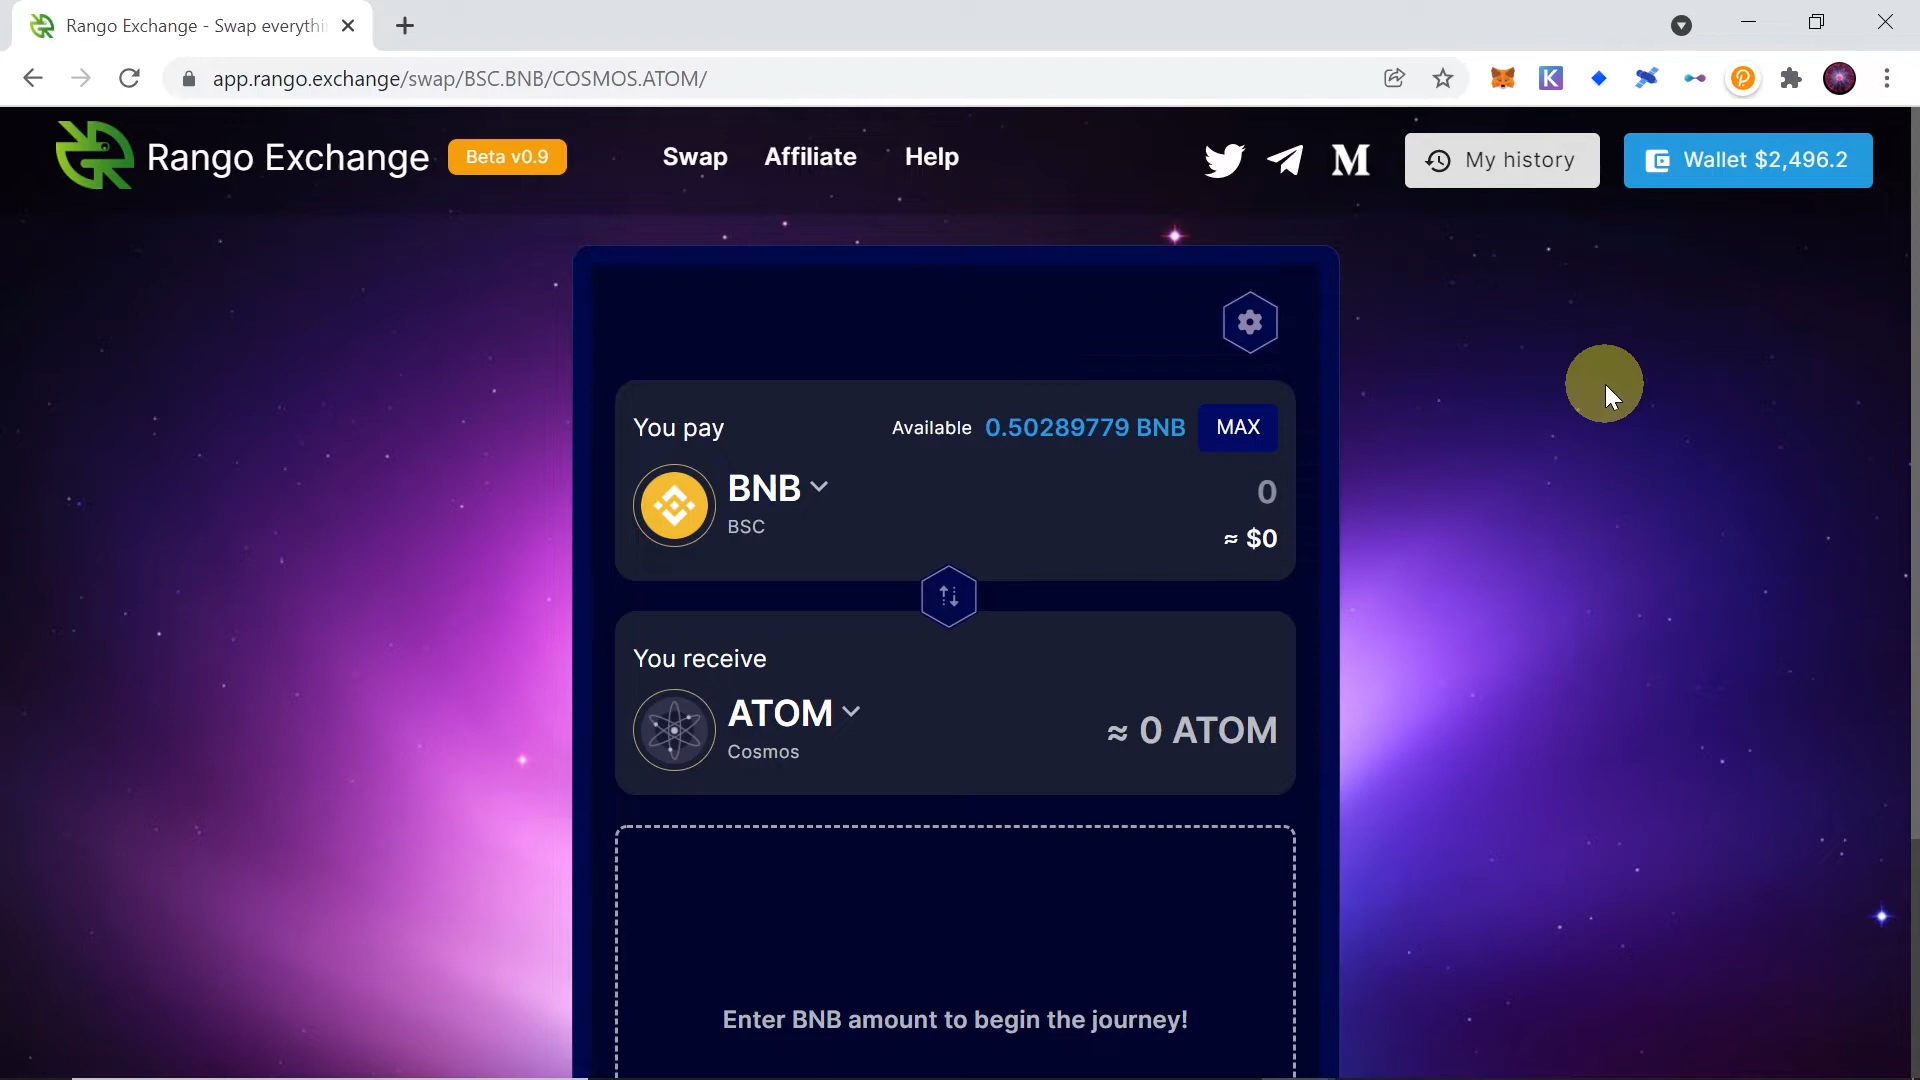 Rango Exchange - Swap everythi
app.rango.exchange/swap/BSC.BNB/COSMOS.ATOM/
Rango Exchange
Beta v0.9
Swap
Affiliate
Help
My history
Wallet $2,496.2
You pay
Available 0.50289779 BNB
MAX
BNB
0
BSC
≈ $0
You receive
ATOM
≈ 0 ATOM
Cosmos
Enter BNB amount to begin the journey!